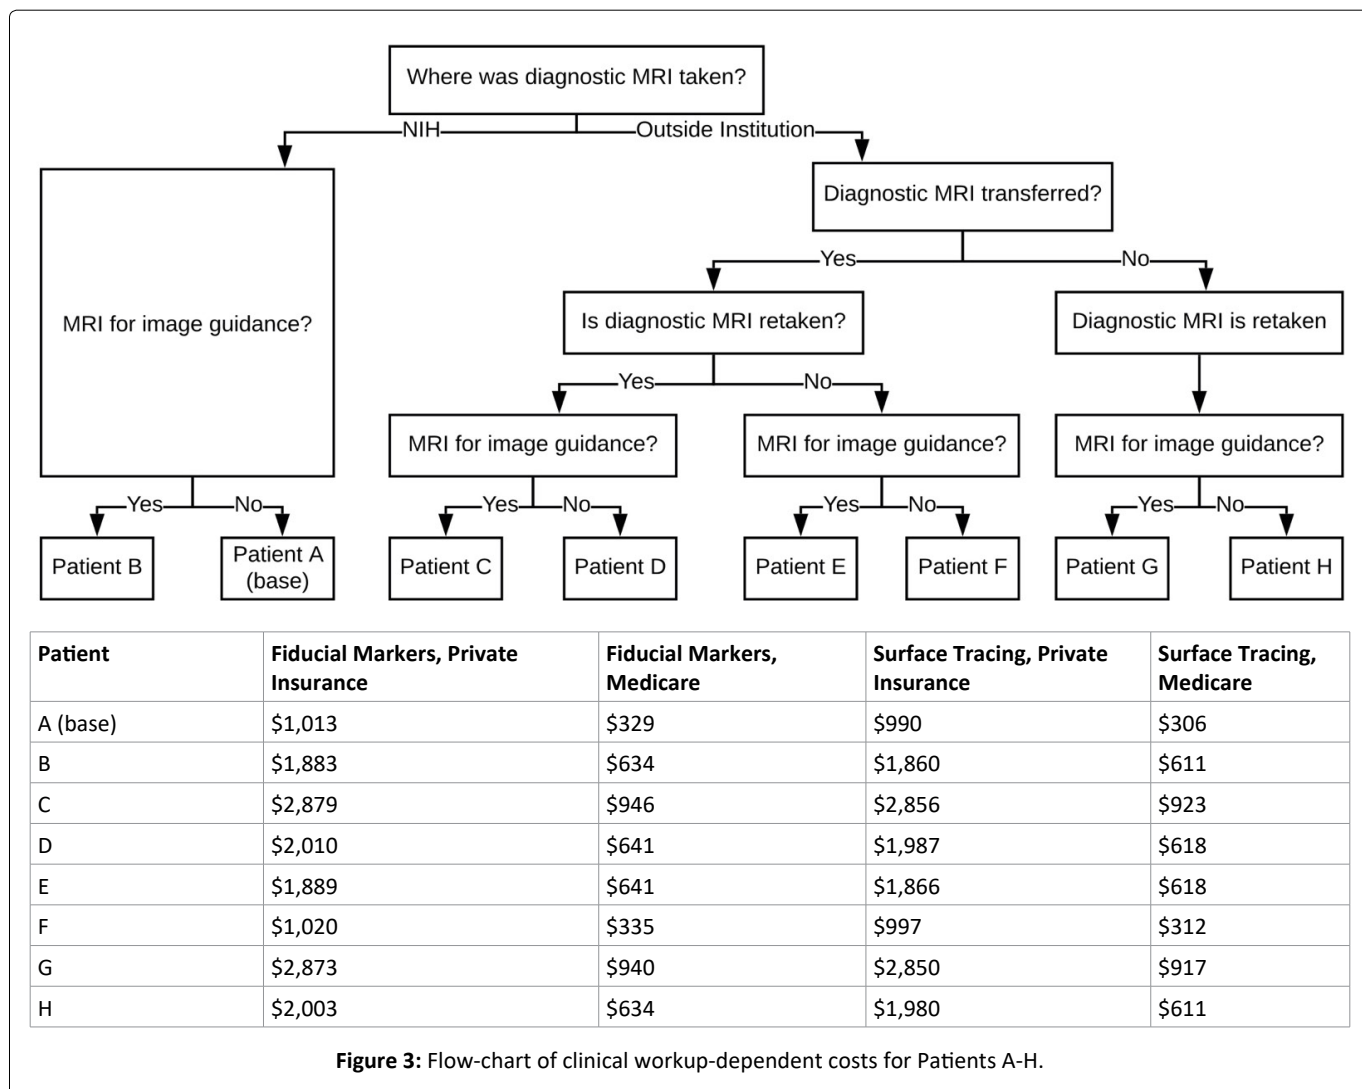 Where was diagnostic MRI taken?
NIH
Outside Institution
MRI for image guidance?
Diagnostic MRI transferred?
Yes
No
Is diagnostic MRI retaken?
Diagnostic MRI is retaken
Yes
No
MRI for image guidance?
MRI for image guidance?
MRI for image guidance?
Yes
No
Yes
No
Yes
No
Yes
No
Patient B
Patient A
(base)
Patient C
Patient D
Patient E
Patient F
Patient G
Patient H
Patient Fiducial Markers, Private Insurance Fiducial Markers, Medicare Surface Tracing, Private Insurance Surface Tracing, Medicare
A (base) $1,013 $329 $990 $306
B $1,883 $634 $1,860 $611
C $2,879 $946 $2,856 $923
D $2,010 $641 $1,987 $618
E $1,889 $641 $1,866 $618
F $1,020 $335 $997 $312
G $2,873 $940 $2,850 $917
H $2,003 $634 $1,980 $611
Figure 3: Flow-chart of clinical workup-dependent costs for Patients A-H.